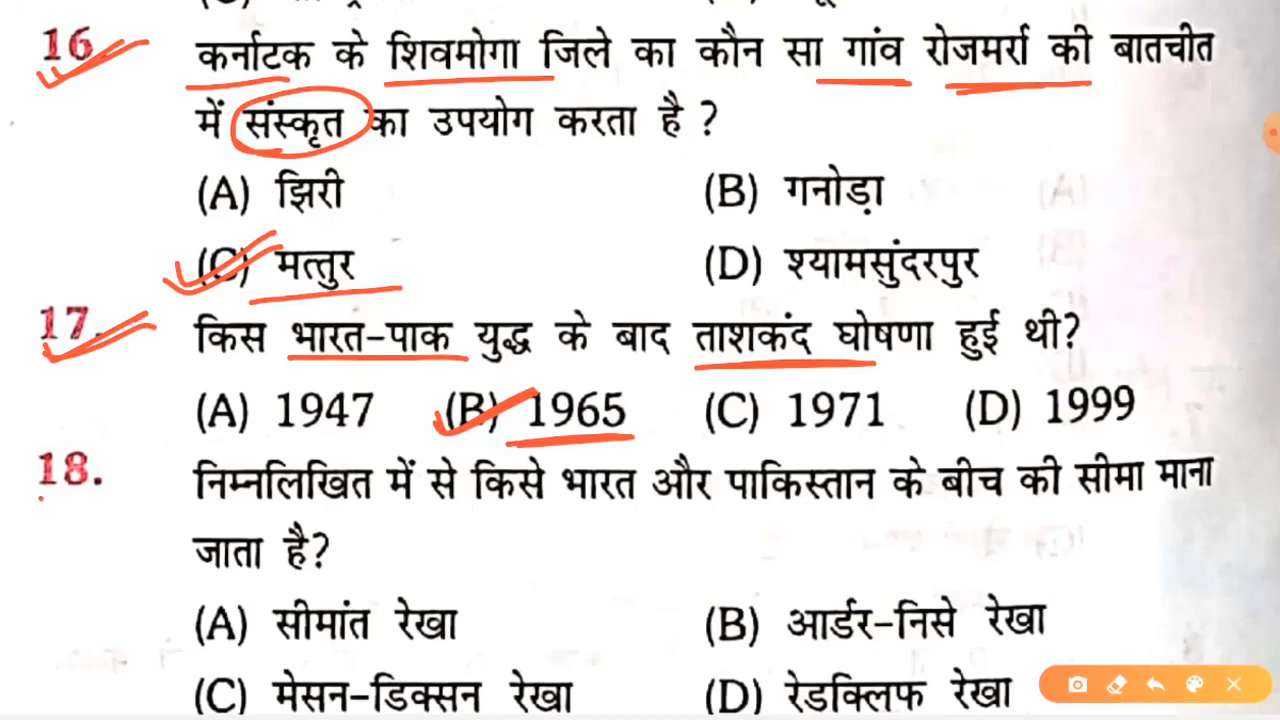 16. कर्नाटक के शिवमोगा जिले का कौन सा गांव रोजमर्रा की बातचीत
में संस्कृत का उपयोग करता है ?
(A) झिरी (B) गनोड़ा
(C) मत्तुर (D) श्यामसुंदरपुर
17. किस भारत-पाक युद्ध के बाद ताशकंद घोषणा हुई थी?
(A) 1947 (B) 1965 (C) 1971 (D) 1999
18. निम्नलिखित में से किसे भारत और पाकिस्तान के बीच की सीमा माना
जाता है?
(A) सीमांत रेखा (B) आर्डर-निसे रेखा
(C) मेसन-डिक्सन रेखा (D) रेडक्लिफ रेखा